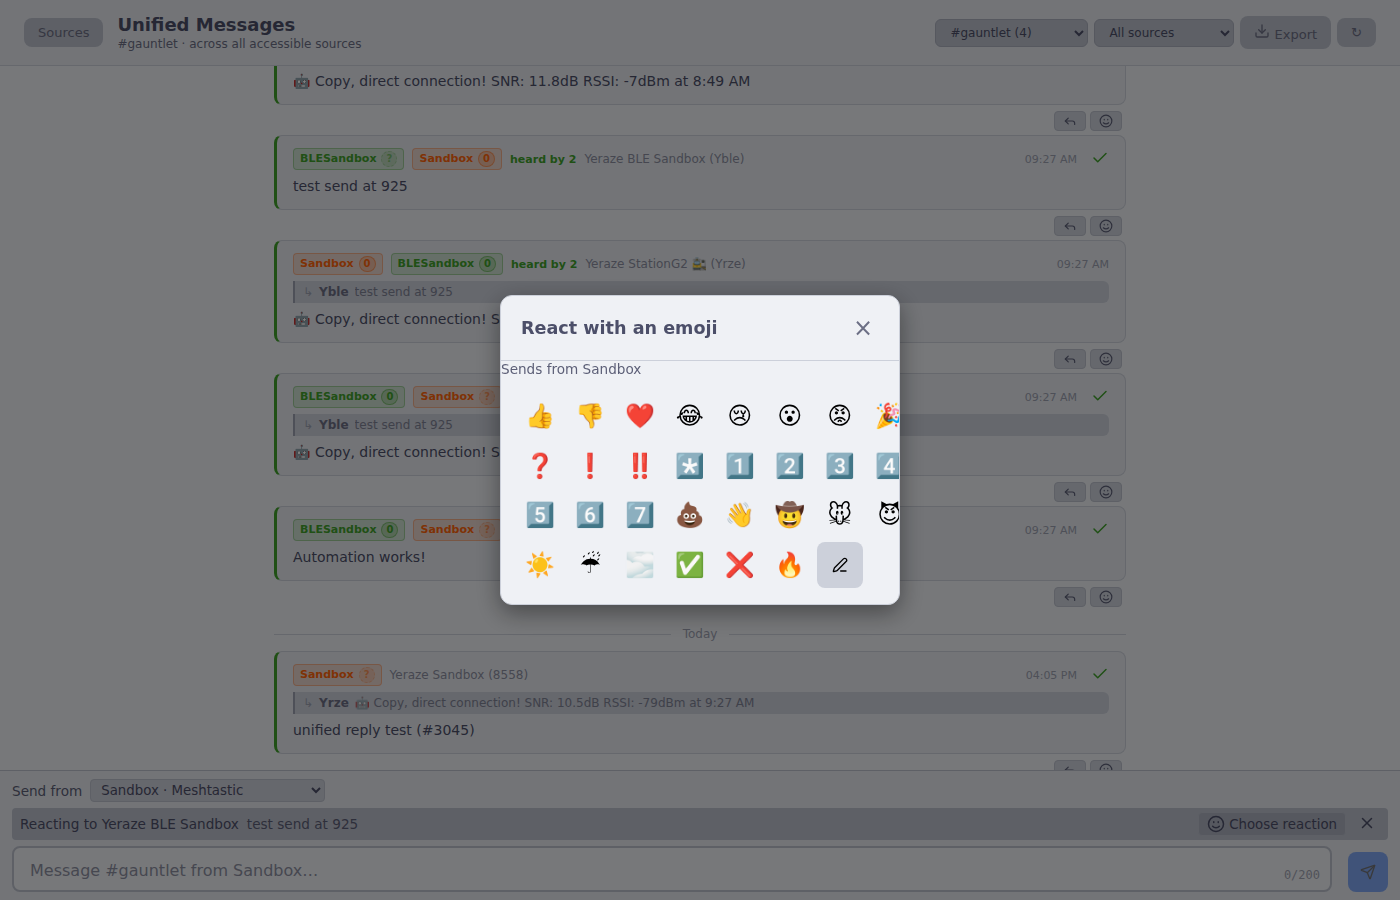 Sources
Unified Messages
#gauntlet · across all accessible sources
#gauntlet (4)
All sources
Export
🤖 Copy, direct connection! SNR: 11.8dB RSSI: -7dBm at 8:49 AM
BLESandbox ? Sandbox 0 heard by 2 Yeraze BLE Sandbox (Yble) 09:27 AM
test send at 925
Sandbox 0 BLESandbox 0 heard by 2 Yeraze StationG2 🚉 (Yrze) 09:27 AM
↳ Yble test send at 925
🤖 Copy, direct connection! S
BLESandbox 0 Sandbox ? 09:27 AM
↳ Yble test send at 925
🤖 Copy, direct connection! S
BLESandbox 0 Sandbox ? 09:27 AM
Automation works!
React with an emoji
Sends from Sandbox
Today
Sandbox ? Yeraze Sandbox (8558) 04:05 PM
↳ Yrze 🤖 Copy, direct connection! SNR: 10.5dB RSSI: -79dBm at 9:27 AM
unified reply test (#3045)
Send from Sandbox · Meshtastic
Reacting to Yeraze BLE Sandbox test send at 925
Choose reaction
Message #gauntlet from Sandbox...
0/200